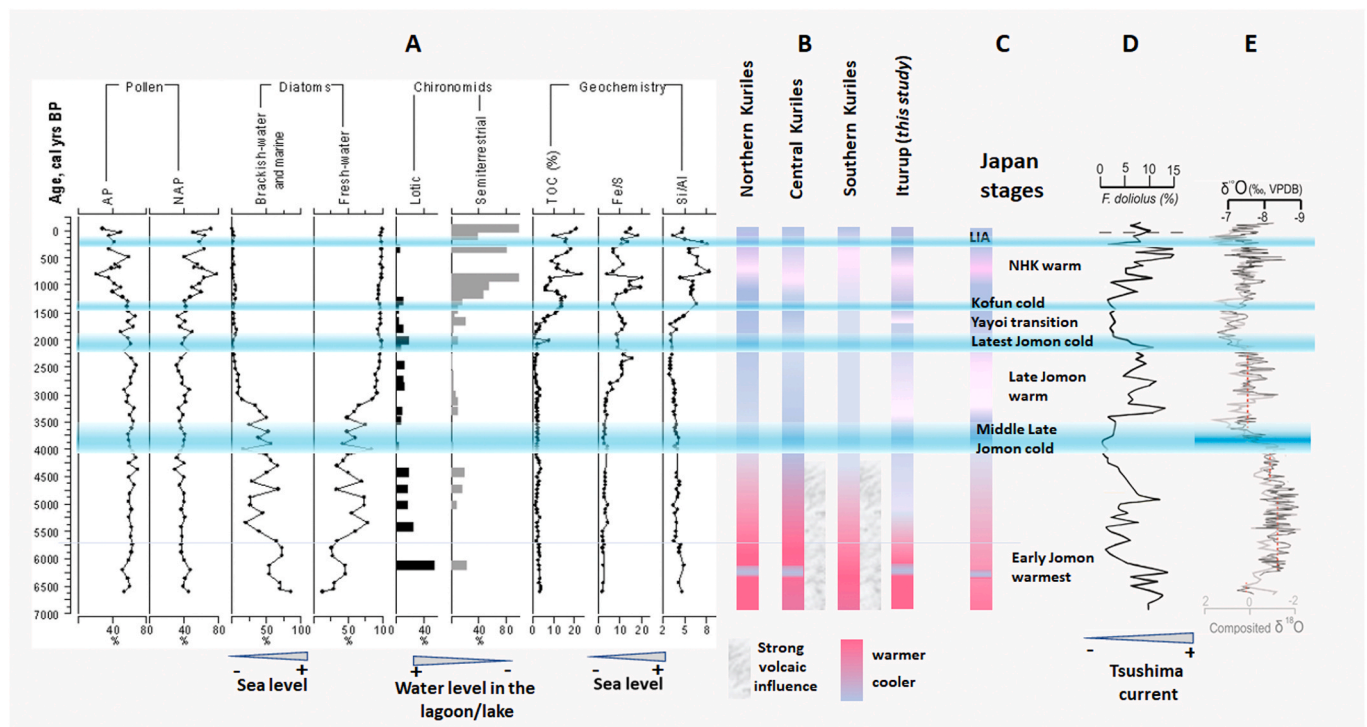 A
B
C
D
E
Pollen
Diatoms
Chironomids
Geochemistry
Age, cal yrs BP
AP
NAP
Brackish-water
and marine
Fresh-water
Lotic
Semiterrestrial
TOC (%)
Fe/S
Si/Al
Northern Kuriles
Central Kuriles
Southern Kuriles
Iturup (this study)
Japan
stages
0 5 10 15
F. doliolus (%)
δ¹⁸O (‰, VPDB)
-7 -8 -9
0
500
1000
1500
2000
2500
3000
3500
4000
4500
5000
5500
6000
6500
7000
LIA
NHK warm
Kofun cold
Yayoi transition
Latest Jomon cold
Late Jomon
warm
Middle Late
Jomon cold
Early Jomon
warmest
40 80
%
40 80
%
50 100
%
50 100
%
40
%
40 80
%
0 10 20
0 10 20
2 5 8
2 0 -2
Composited δ¹⁸O
- +
Sea level
+ -
Water level in the
lagoon/lake
- +
Sea level
Strong
volcanic
influence
warmer
cooler
- +
Tsushima
current